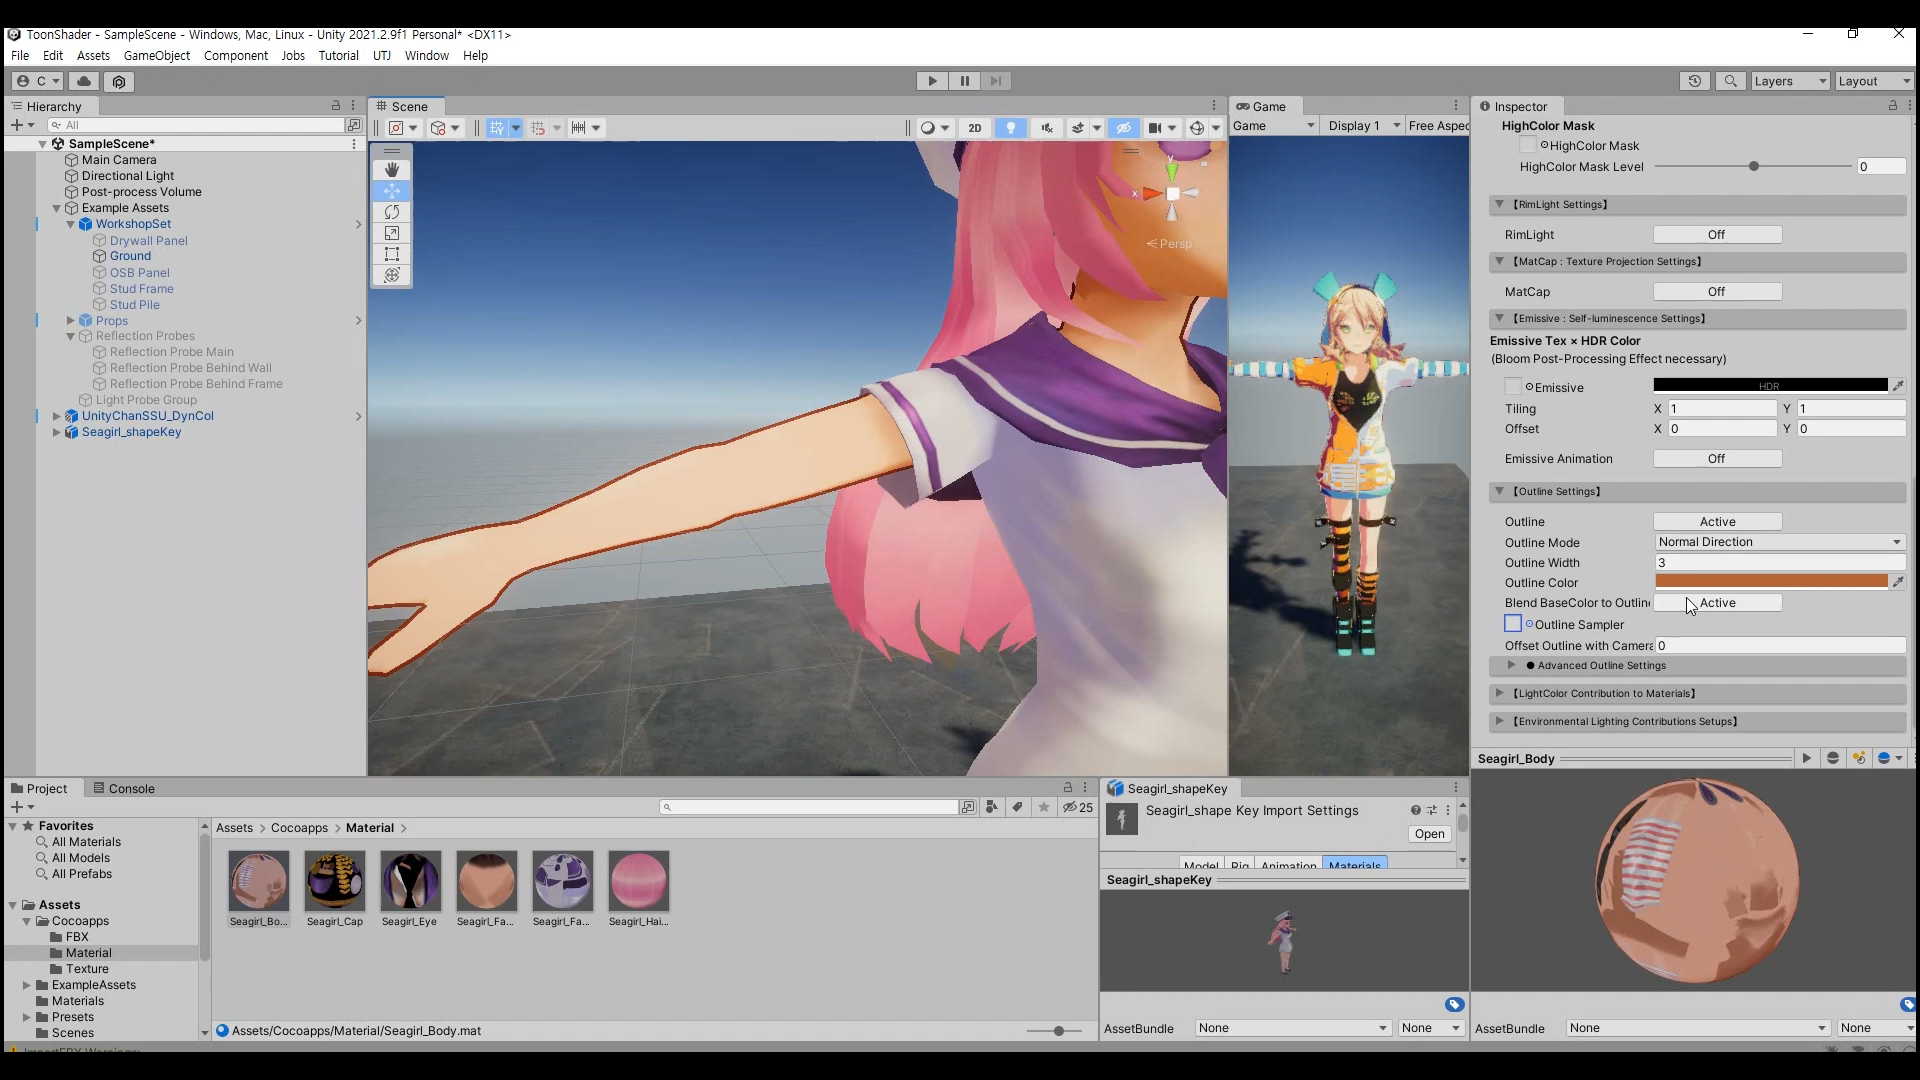 ToonShader - SampleScene - Windows, Mac, Linux - Unity 2021.2.9f1 Personal* <DX11>
File Edit Assets GameObject Component Jobs Tutorial UTJ Window Help
C
Layers
Layout
Hierarchy
All
SampleScene*
Main Camera
Directional Light
Post-process Volume
Example Assets
WorkshopSet
Drywall Panel
Ground
OSB Panel
Stud Frame
Stud Pile
Props
Reflection Probes
Reflection Probe Main
Reflection Probe Behind Wall
Reflection Probe Behind Frame
Light Probe Group
UnityChanSSU_DynCol
Seagirl_shapeKey
Scene
2D
y
x
Persp
Game
Game Display 1 Free Aspec
Inspector
HighColor Mask
HighColor Mask
HighColor Mask Level 0
【RimLight Settings】
RimLight Off
【MatCap : Texture Projection Settings】
MatCap Off
【Emissive : Self-luminescence Settings】
Emissive Tex × HDR Color
(Bloom Post-Processing Effect necessary)
Emissive HDR
Tiling X 1 Y 1
Offset X 0 Y 0
Emissive Animation Off
【Outline Settings】
Outline Active
Outline Mode Normal Direction
Outline Width 3
Outline Color
Blend BaseColor to Outlin Active
Outline Sampler
Offset Outline with Camera 0
● Advanced Outline Settings
【LightColor Contribution to Materials】
【Environmental Lighting Contributions Setups】
Seagirl_Body
AssetBundle None None
Project Console
25
Favorites
All Materials
All Models
All Prefabs
Assets
Cocoapps
FBX
Material
Texture
ExampleAssets
Materials
Presets
Scenes
Assets > Cocoapps > Material >
Seagirl_Bo... Seagirl_Cap Seagirl_Eye Seagirl_Fa... Seagirl_Fa... Seagirl_Hai...
Assets/Cocoapps/Material/Seagirl_Body.mat
Seagirl_shapeKey
Seagirl_shape Key Import Settings
Open
Model Rig Animation Materials
Seagirl_shapeKey
AssetBundle None None